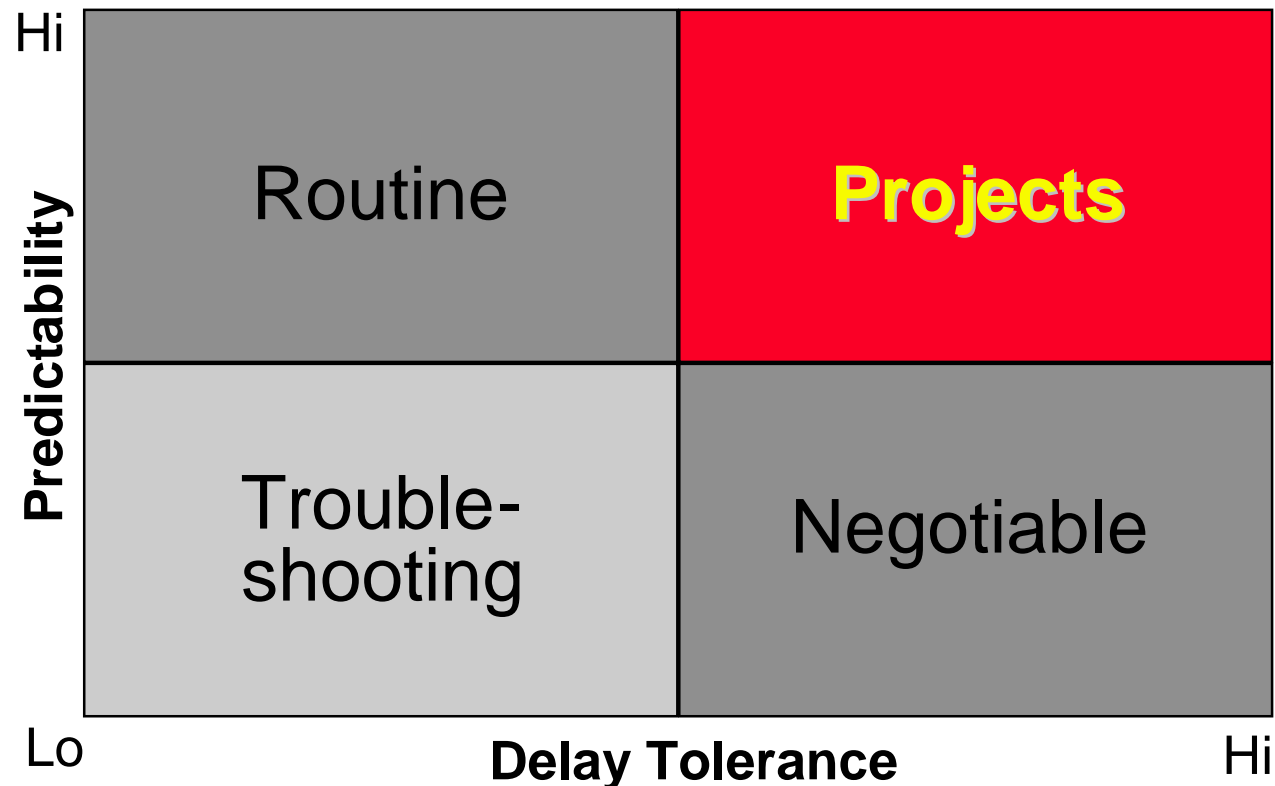 Hi
Routine
Projects
Predictability
Trouble-
shooting
Negotiable
Lo
Delay Tolerance
Hi